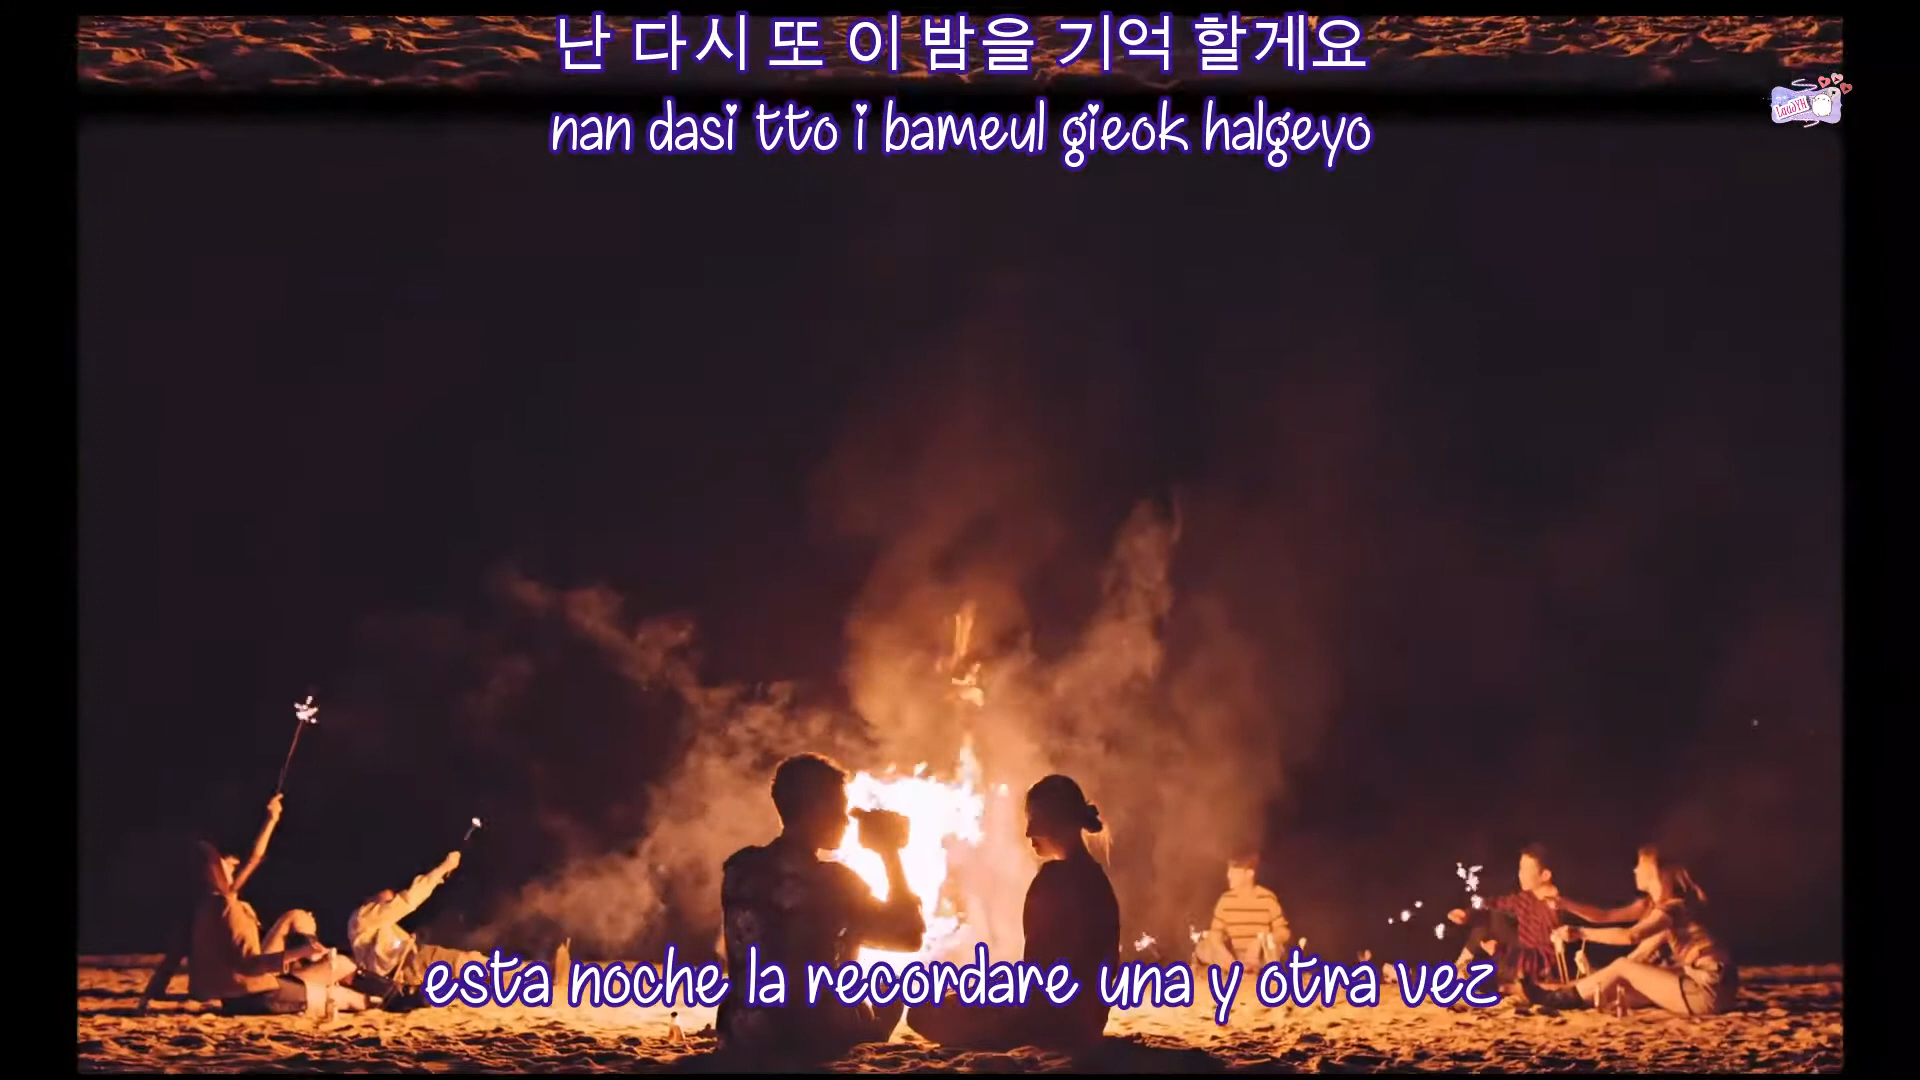 난 다시 또 이 밤을 기억 할게요
nan dasi tto i bameul gieok halgeyo
LauJYH
esta noche la recordare una y otra vez